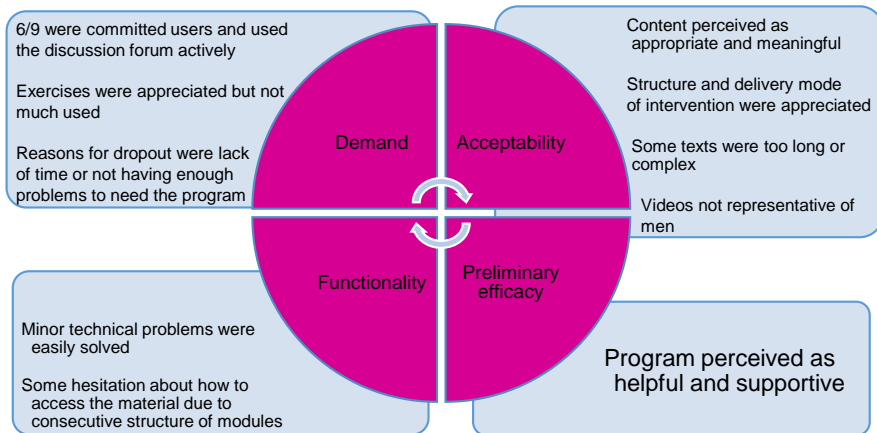 6/9 were committed users and used
the discussion forum actively
Exercises were appreciated but not
much used
Reasons for dropout were lack
of time or not having enough
problems to need the program
Demand
Acceptability
Content perceived as
appropriate and meaningful
Structure and delivery mode
of intervention were appreciated
Some texts were too long or
complex
Videos not representative of
men
Functionality
Preliminary
efficacy
Minor technical problems were
easily solved
Some hesitation about how to
access the material due to
consecutive structure of modules
Program perceived as
helpful and supportive